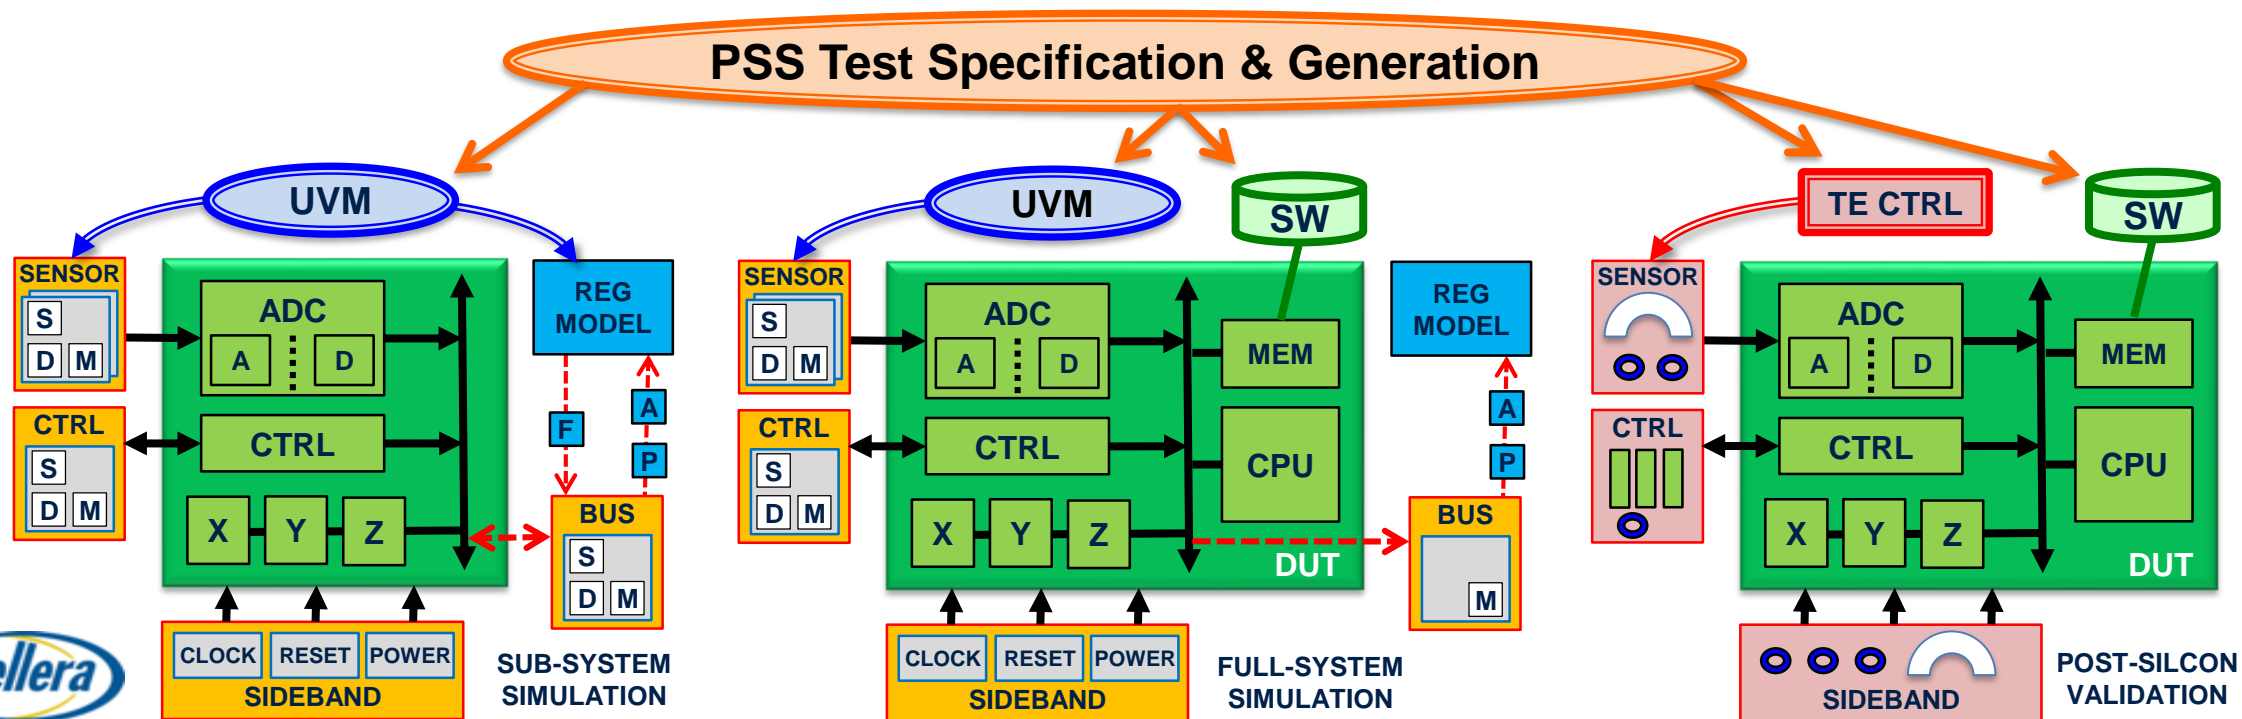 PSS Test Specification & Generation
UVM
SENSOR
S
D M
CTRL
S
D M
ADC
A D
CTRL
X Y Z
REG
MODEL
F
A
P
BUS
S
D M
CLOCK RESET POWER
SIDEBAND
SUB-SYSTEM
SIMULATION
UVM
SW
SENSOR
S
D M
CTRL
S
D M
ADC
A D
CTRL
X Y Z
MEM
CPU
DUT
REG
MODEL
A
P
BUS
M
CLOCK RESET POWER
SIDEBAND
FULL-SYSTEM
SIMULATION
TE CTRL
SW
SENSOR
CTRL
ADC
A D
CTRL
X Y Z
MEM
CPU
DUT
SIDEBAND
POST-SILCON
VALIDATION
ellera